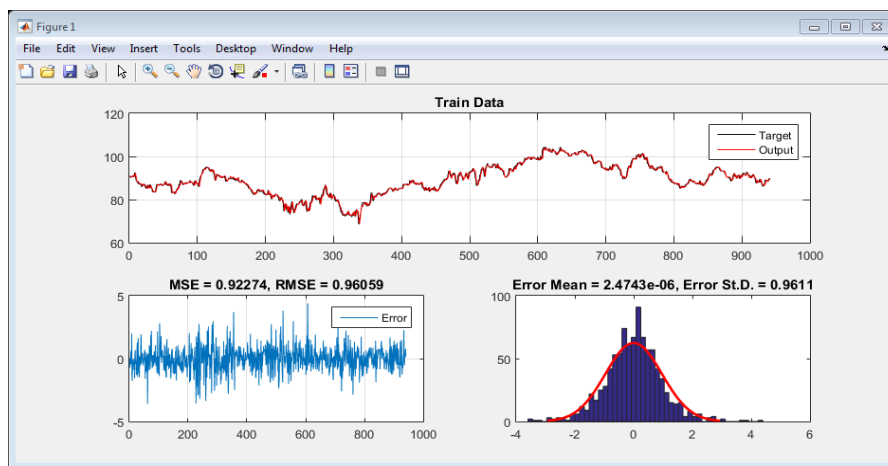 Figure 1
File Edit View Insert Tools Desktop Window Help
Train Data
120
100
80
60
0 100 200 300 400 500 600 700 800 900 1000
Target
Output
MSE = 0.92274, RMSE = 0.96059
5
0
-5
0 200 400 600 800 1000
Error
Error Mean = 2.4743e-06, Error St.D. = 0.9611
100
50
0
-4 -2 0 2 4 6